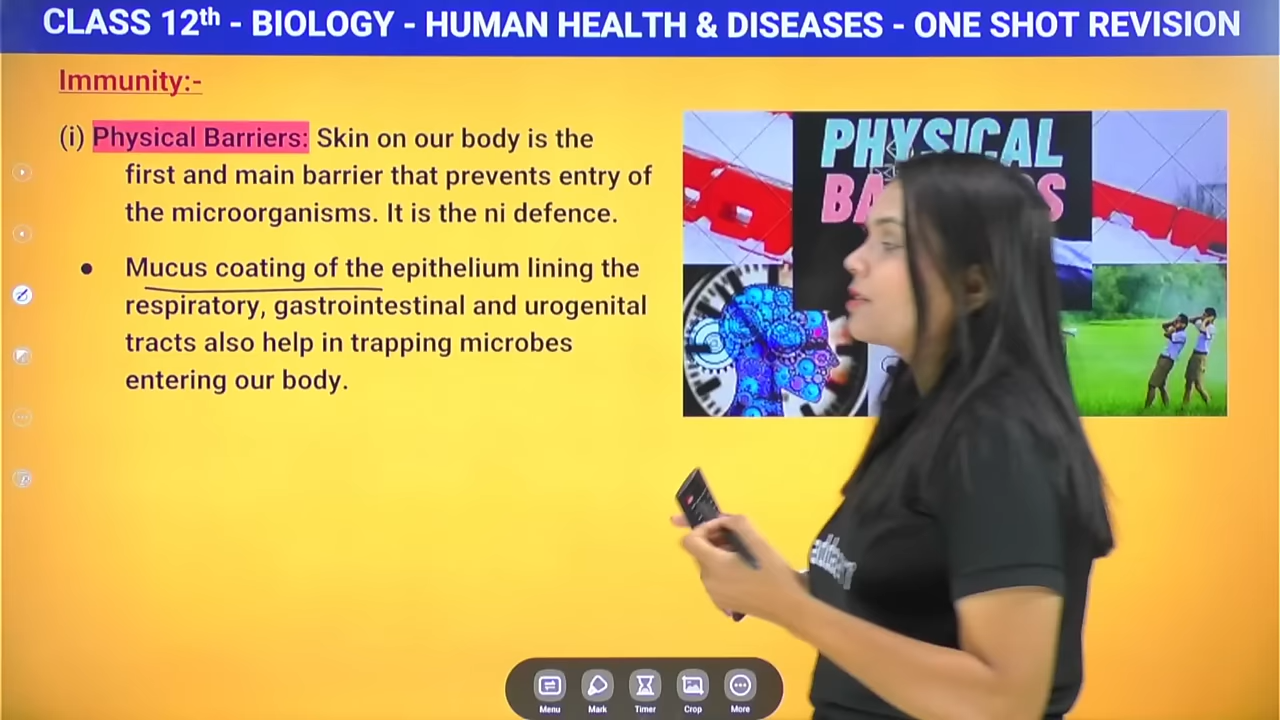 CLASS 12th - BIOLOGY - HUMAN HEALTH & DISEASES - ONE SHOT REVISION
Immunity:-
(i) Physical Barriers: Skin on our body is the
first and main barrier that prevents entry of
the microorganisms. It is the ni defence.
● Mucus coating of the epithelium lining the
respiratory, gastrointestinal and urogenital
tracts also help in trapping microbes
entering our body.
PHYSICAL
Menu Mark Timer Crop More